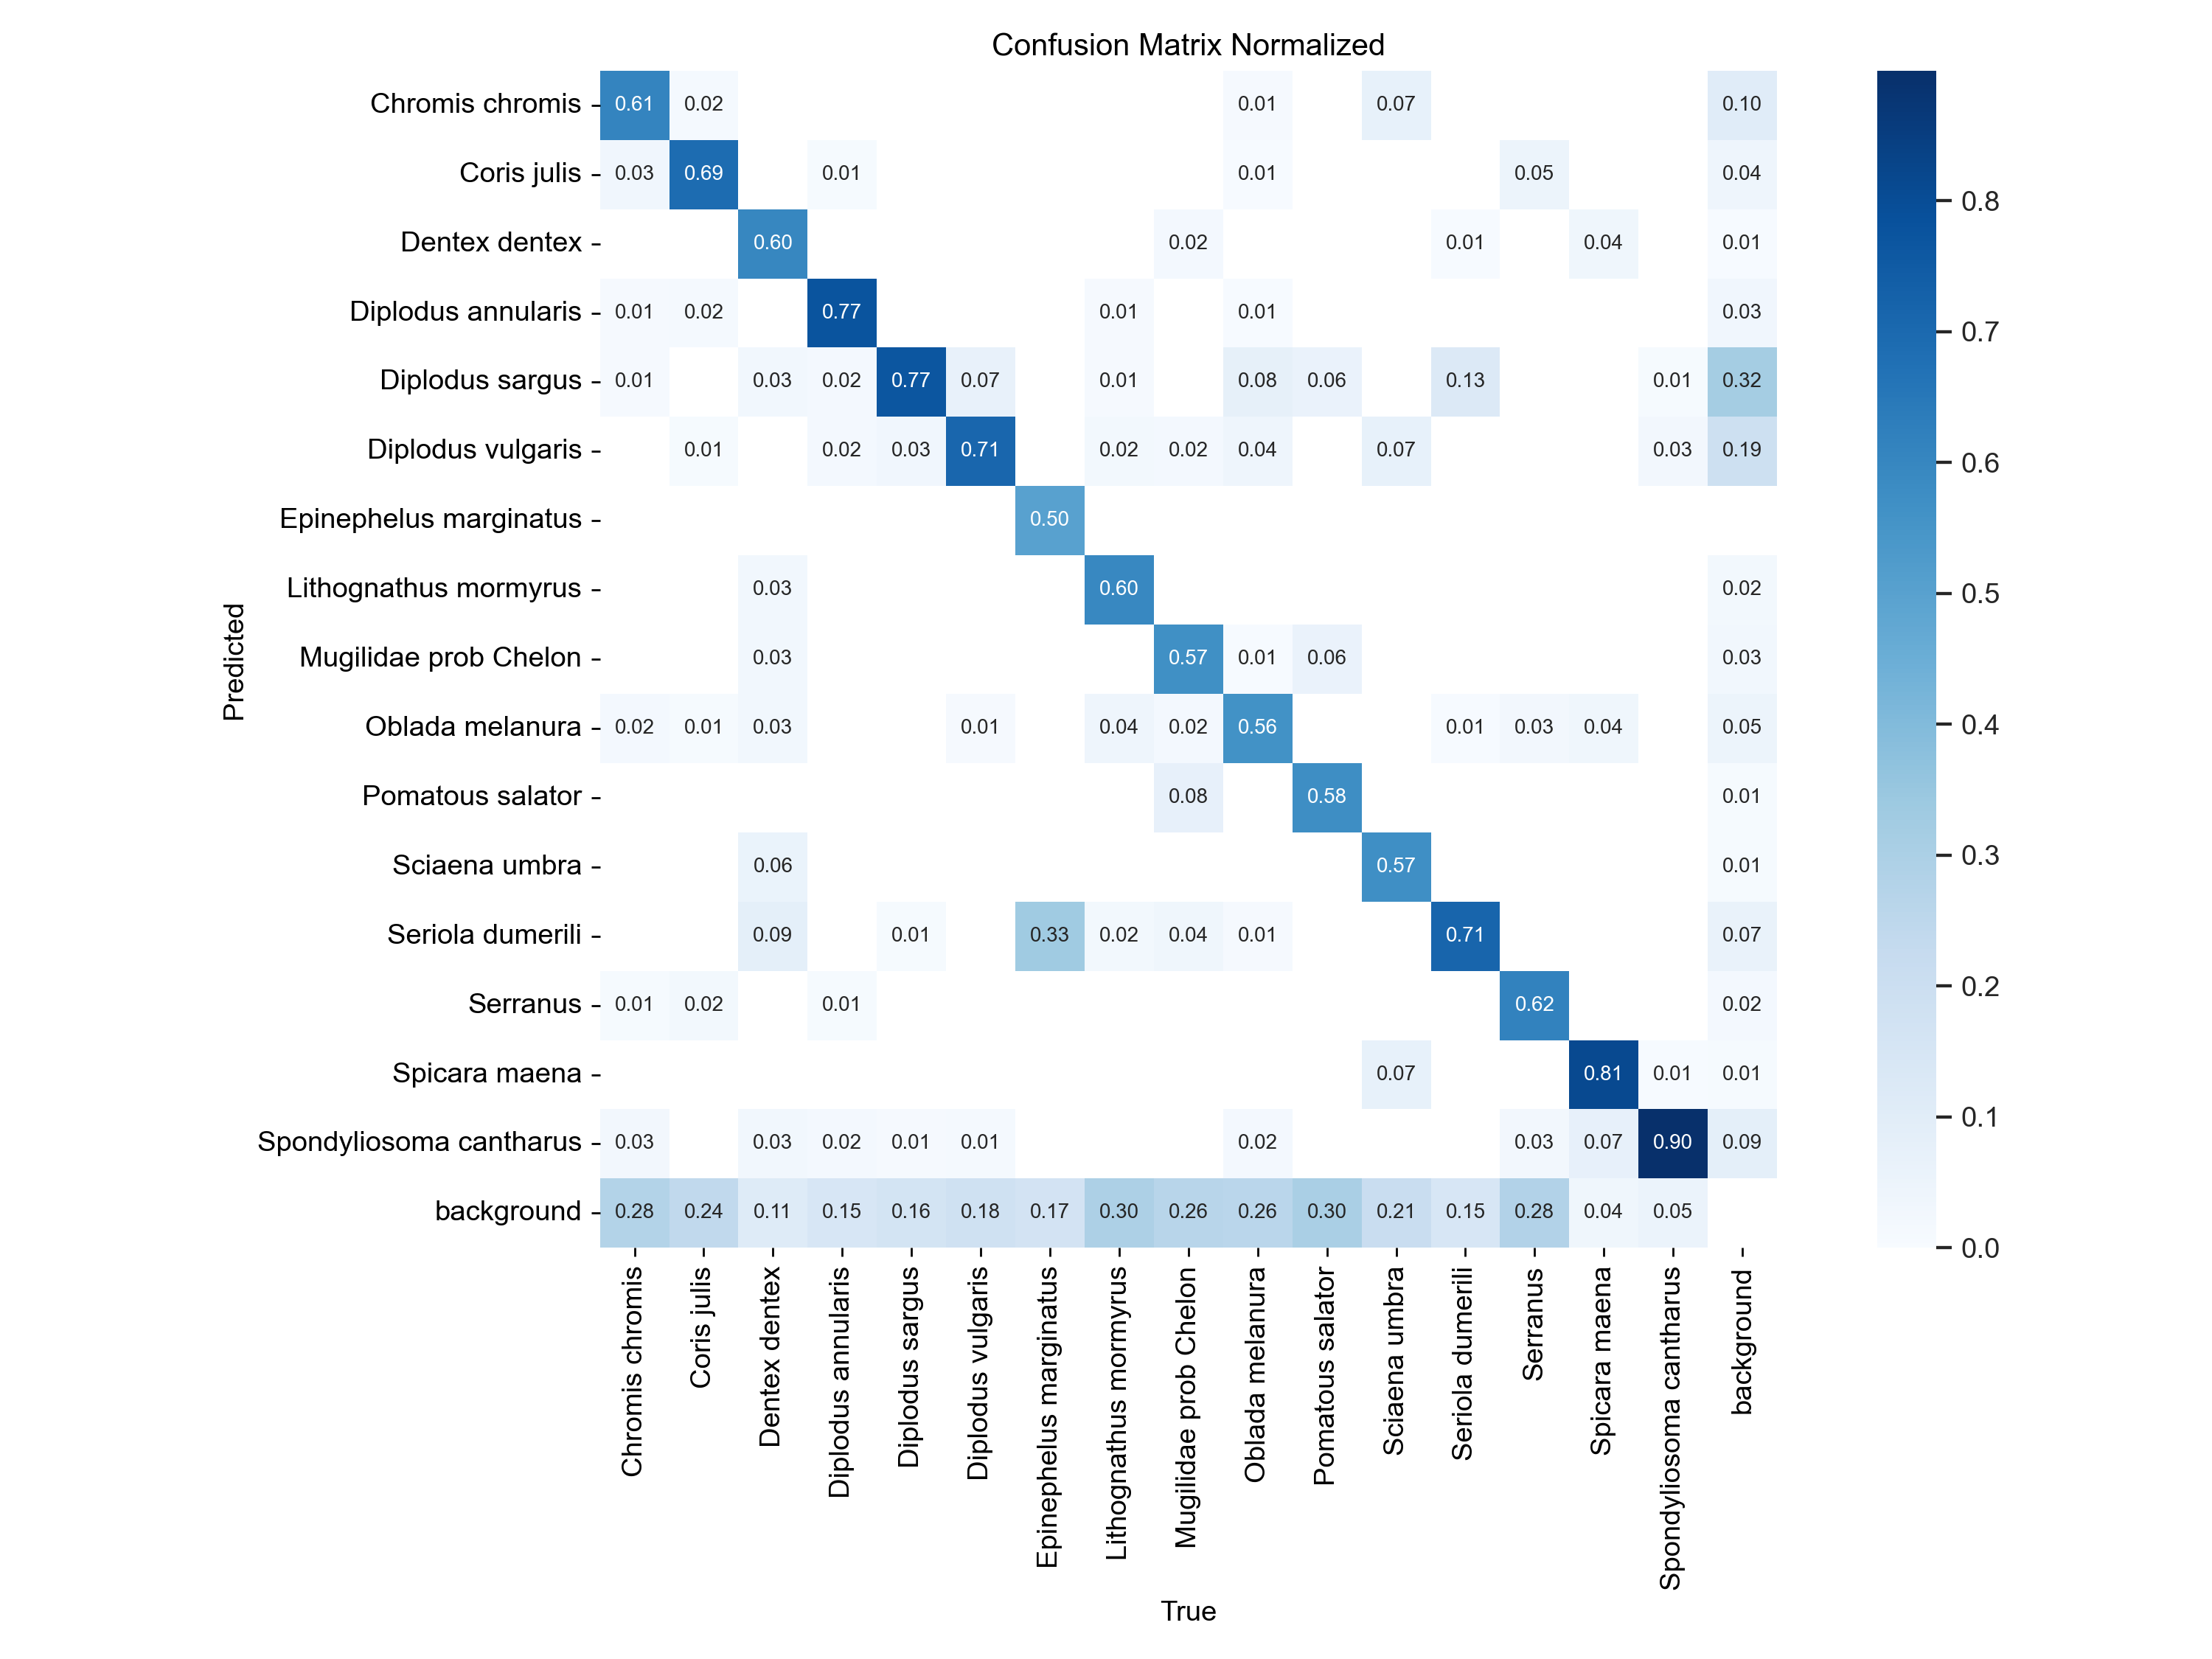 Confusion Matrix Normalized
Chromis chromis 0.61 0.02 0.01 0.07 0.10
Coris julis 0.03 0.69 0.01 0.01 0.05 0.04
Dentex dentex 0.60 0.02 0.01 0.04 0.01
Diplodus annularis 0.01 0.02 0.77 0.01 0.01 0.03
Diplodus sargus 0.01 0.03 0.02 0.77 0.07 0.01 0.08 0.06 0.13 0.01 0.32
Diplodus vulgaris 0.01 0.02 0.03 0.71 0.02 0.02 0.04 0.07 0.03 0.19
Epinephelus marginatus 0.50
Lithognathus mormyrus 0.03 0.60 0.02
Mugilidae prob Chelon 0.03 0.57 0.01 0.06 0.03
Oblada melanura 0.02 0.01 0.03 0.01 0.04 0.02 0.56 0.01 0.03 0.04 0.05
Pomatous salator 0.08 0.58 0.01
Sciaena umbra 0.06 0.57 0.01
Seriola dumerili 0.09 0.01 0.33 0.02 0.04 0.01 0.71 0.07
Serranus 0.01 0.02 0.01 0.62 0.02
Spicara maena 0.07 0.81 0.01 0.01
Spondyliosoma cantharus 0.03 0.03 0.02 0.01 0.01 0.02 0.03 0.07 0.90 0.09
background 0.28 0.24 0.11 0.15 0.16 0.18 0.17 0.30 0.26 0.26 0.30 0.21 0.15 0.28 0.04 0.05
Predicted
Chromis chromis
Coris julis
Dentex dentex
Diplodus annularis
Diplodus sargus
Diplodus vulgaris
Epinephelus marginatus
Lithognathus mormyrus
Mugilidae prob Chelon
Oblada melanura
Pomatous salator
Sciaena umbra
Seriola dumerili
Serranus
Spicara maena
Spondyliosoma cantharus
background
True
0.8
0.7
0.6
0.5
0.4
0.3
0.2
0.1
0.0